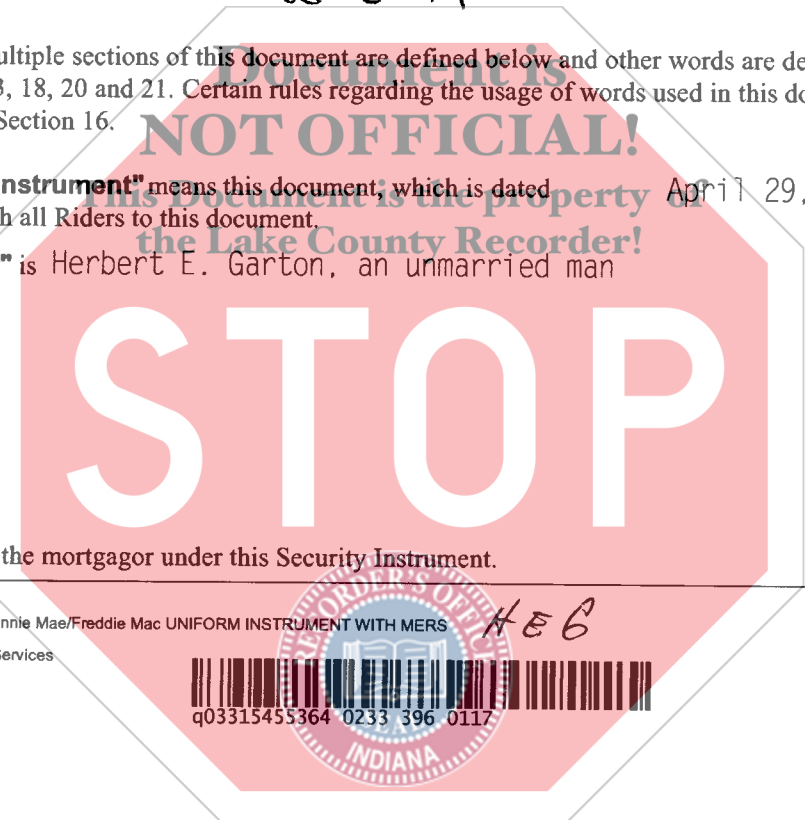 ultiple sections of this document are defined below and other words are de
3, 18, 20 and 21. Certain rules regarding the usage of words used in this do
Section 16.
Document is
NOT OFFICIAL!
This Document is the property of
the Lake County Recorder!
nstrument" means this document, which is dated April 29,
h all Riders to this document.
" is Herbert E. Garton, an unmarried man
STOP
the mortgagor under this Security Instrument.
nnie Mae/Freddie Mac UNIFORM INSTRUMENT WITH MERS
HEG
Services
q03315455364 0233 396 0117
RECORDER'S OFFICE
SEAL
INDIANA